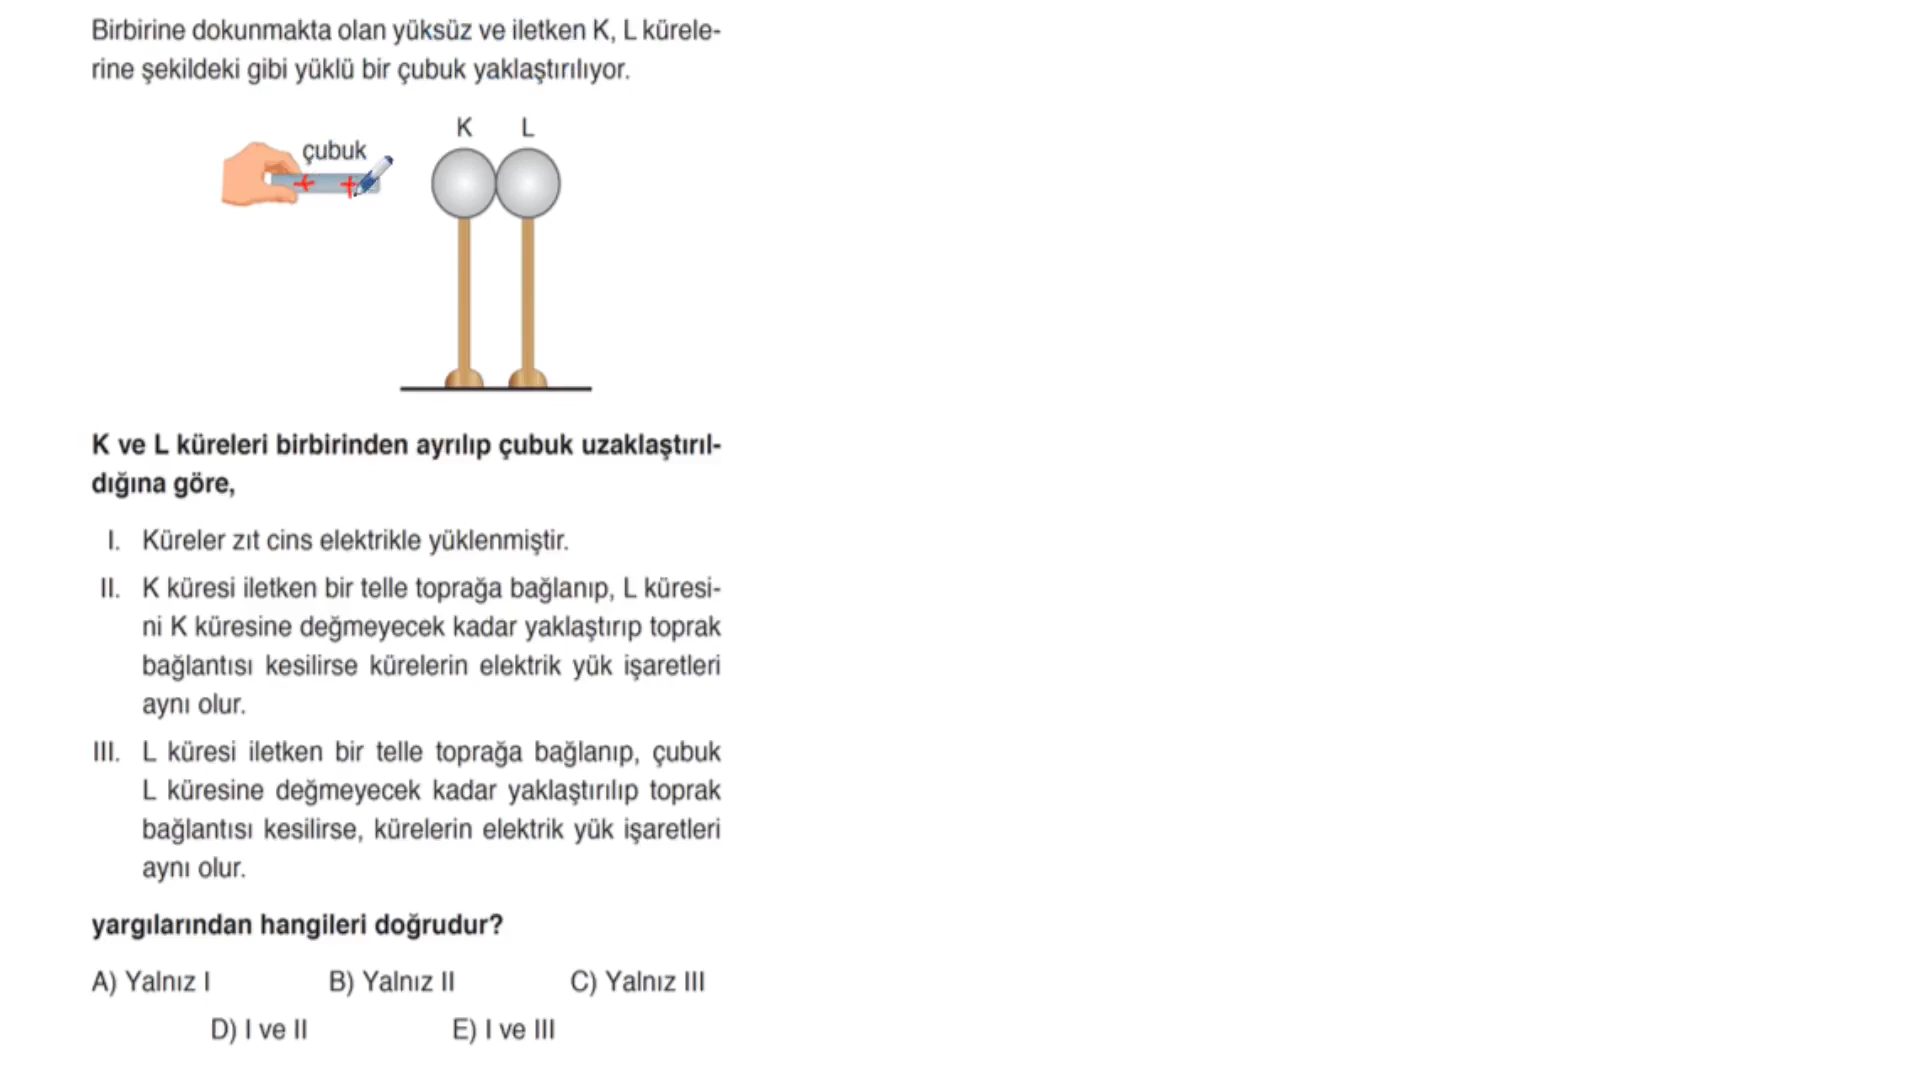 Birbirine dokunmakta olan yüksüz ve iletken K, L kürele-
rine şekildeki gibi yüklü bir çubuk yaklaştırılıyor.
K L
çubuk
+ +
K ve L küreleri birbirinden ayrılıp çubuk uzaklaştırıl-
dığına göre,
I. Küreler zıt cins elektrikle yüklenmiştir.
II. K küresi iletken bir telle toprağa bağlanıp, L küresi-
ni K küresine değmeyecek kadar yaklaştırıp toprak
bağlantısı kesilirse kürelerin elektrik yük işaretleri
aynı olur.
III. L küresi iletken bir telle toprağa bağlanıp, çubuk
L küresine değmeyecek kadar yaklaştırılıp toprak
bağlantısı kesilirse, kürelerin elektrik yük işaretleri
aynı olur.
yargılarından hangileri doğrudur?
A) Yalnız I B) Yalnız II C) Yalnız III
D) I ve II E) I ve III